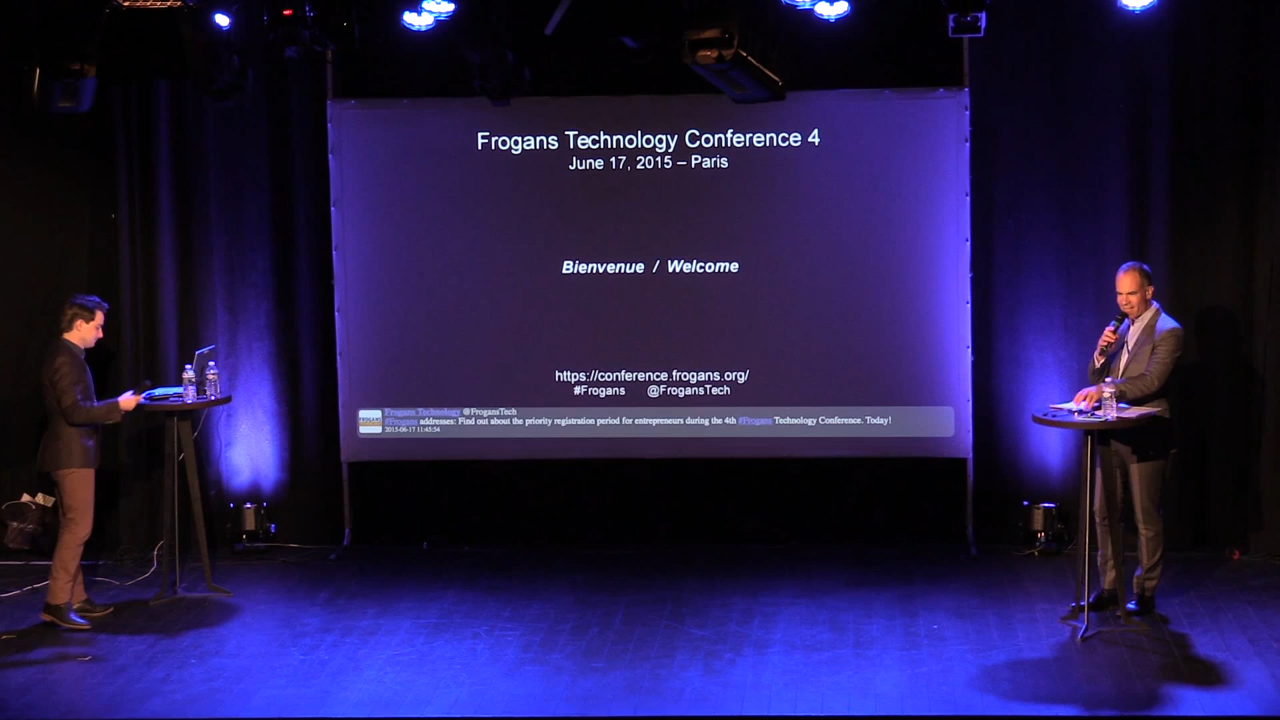 Frogans Technology Conference 4
June 17, 2015 – Paris
Bienvenue / Welcome
https://conference.frogans.org/
#Frogans @FrogansTech
Frogans Technology @FrogansTech
FROGANS
#Frogans addresses: Find out about the priority registration period for entrepreneurs during the 4th #Frogans Technology Conference. Today!
2015-06-17 11:45:54